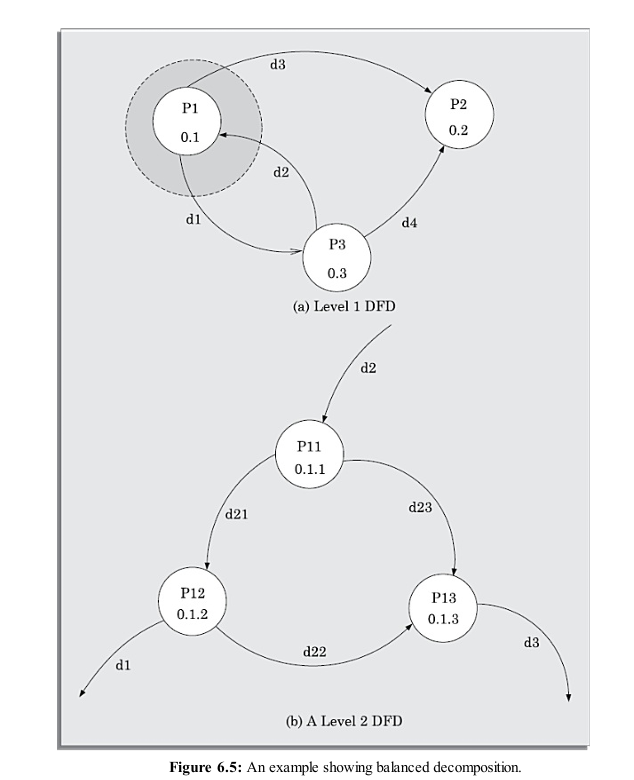 d3
P1
0.1
P2
0.2
d2
d1
d4
P3
0.3
(a) Level 1 DFD
d2
P11
0.1.1
d21
d23
P12
0.1.2
P13
0.1.3
d22
d1
d3
(b) A Level 2 DFD
Figure 6.5: An example showing balanced decomposition.